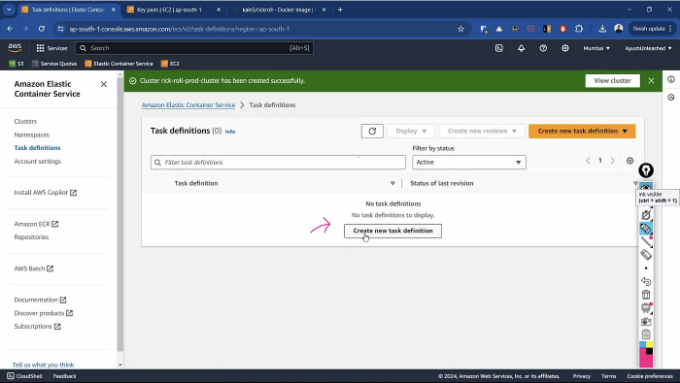 Task definitions | Elastic Contain
Key pairs | EC2 | ap-south-1
kale5/rickroll - Docker Image |
ap-south-1.console.aws.amazon.com/ecs/v2/task-definitions?region=ap-south-1
Finish update
aws
Services
Search
[Alt+S]
Mumbai
AyushUnleashed
S3
Service Quotas
Elastic Container Service
EC2
Amazon Elastic
Container Service
Clusters
Namespaces
Task definitions
Account settings
Install AWS Copilot
Amazon ECR
Repositories
AWS Batch
Documentation
Discover products
Subscriptions
Tell us what you think
Cluster rick-roll-prod-cluster has been created successfully.
View cluster
Amazon Elastic Container Service
Task definitions
Task definitions (0) Info
Deploy
Create new revision
Create new task definition
Filter by status
Filter task definitions
Active
1
Task definition
Status of last revision
No task definitions
No task definitions to display.
Create new task definition
ink visible
(ctrl + shift + 1)
CloudShell
Feedback
© 2024, Amazon Web Services, Inc. or its affiliates.
Privacy
Terms
Cookie preferences